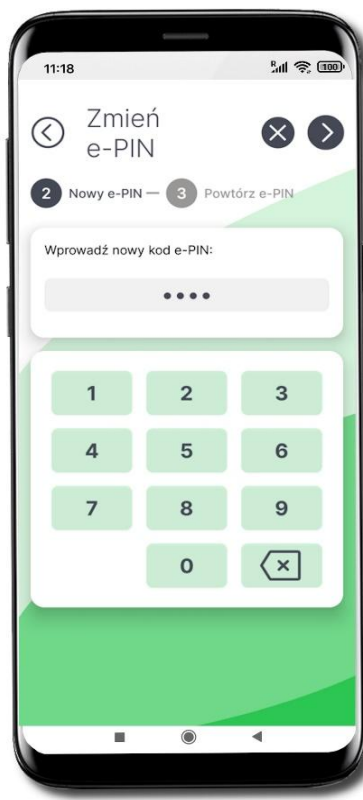 11:18 R 100
Zmień
e-PIN
2 Nowy e-PIN — 3 Powtórz e-PIN
Wprowadź nowy kod e-PIN:
••••
1 2 3
4 5 6
7 8 9
0